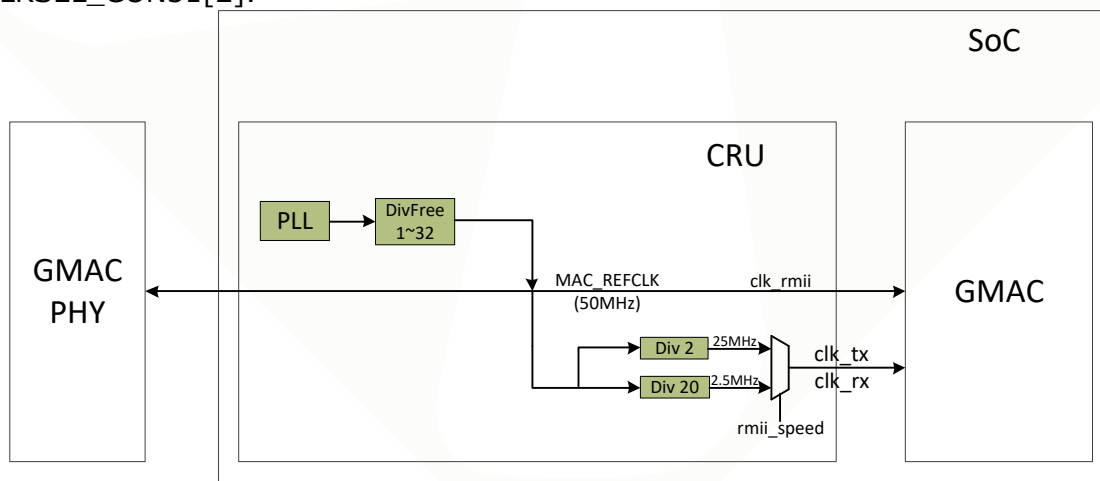 SoC
CRU
PLL
DivFree
1~32
GMAC
PHY
MAC_REFCLK
(50MHz)
clk_rmii
GMAC
Div 2
25MHz
Div 20
2.5MHz
clk_tx
clk_rx
rmii_speed